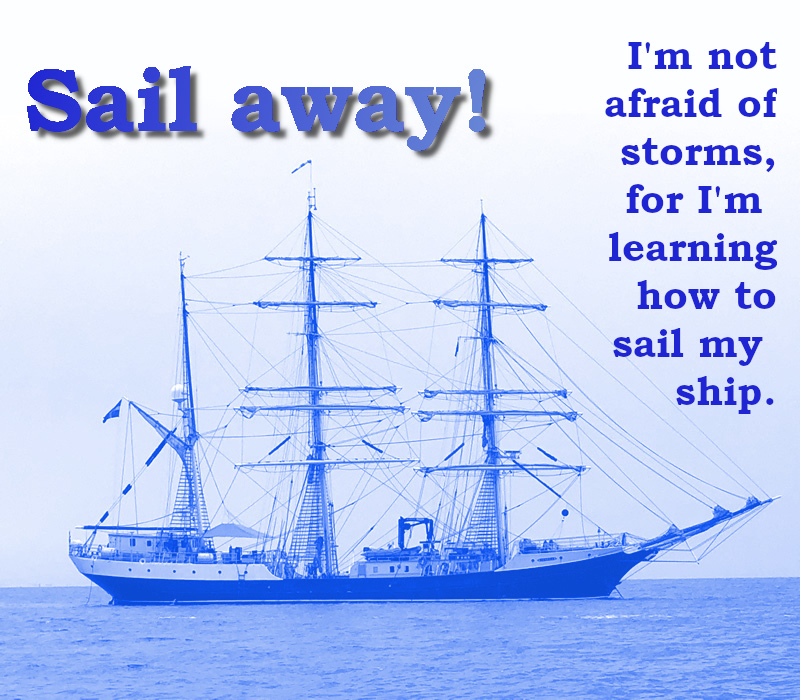 Sail away!
I'm not
afraid of
storms,
for I'm
learning
how to
sail my
ship.